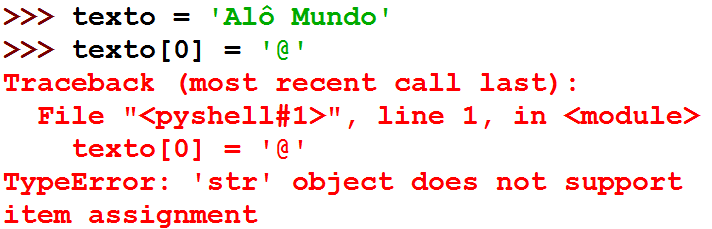 >>> texto = 'Alô Mundo'
>>> texto[0] = '@'
Traceback (most recent call last):
  File "<pyshell#1>", line 1, in <module>
    texto[0] = '@'
TypeError: 'str' object does not support
item assignment